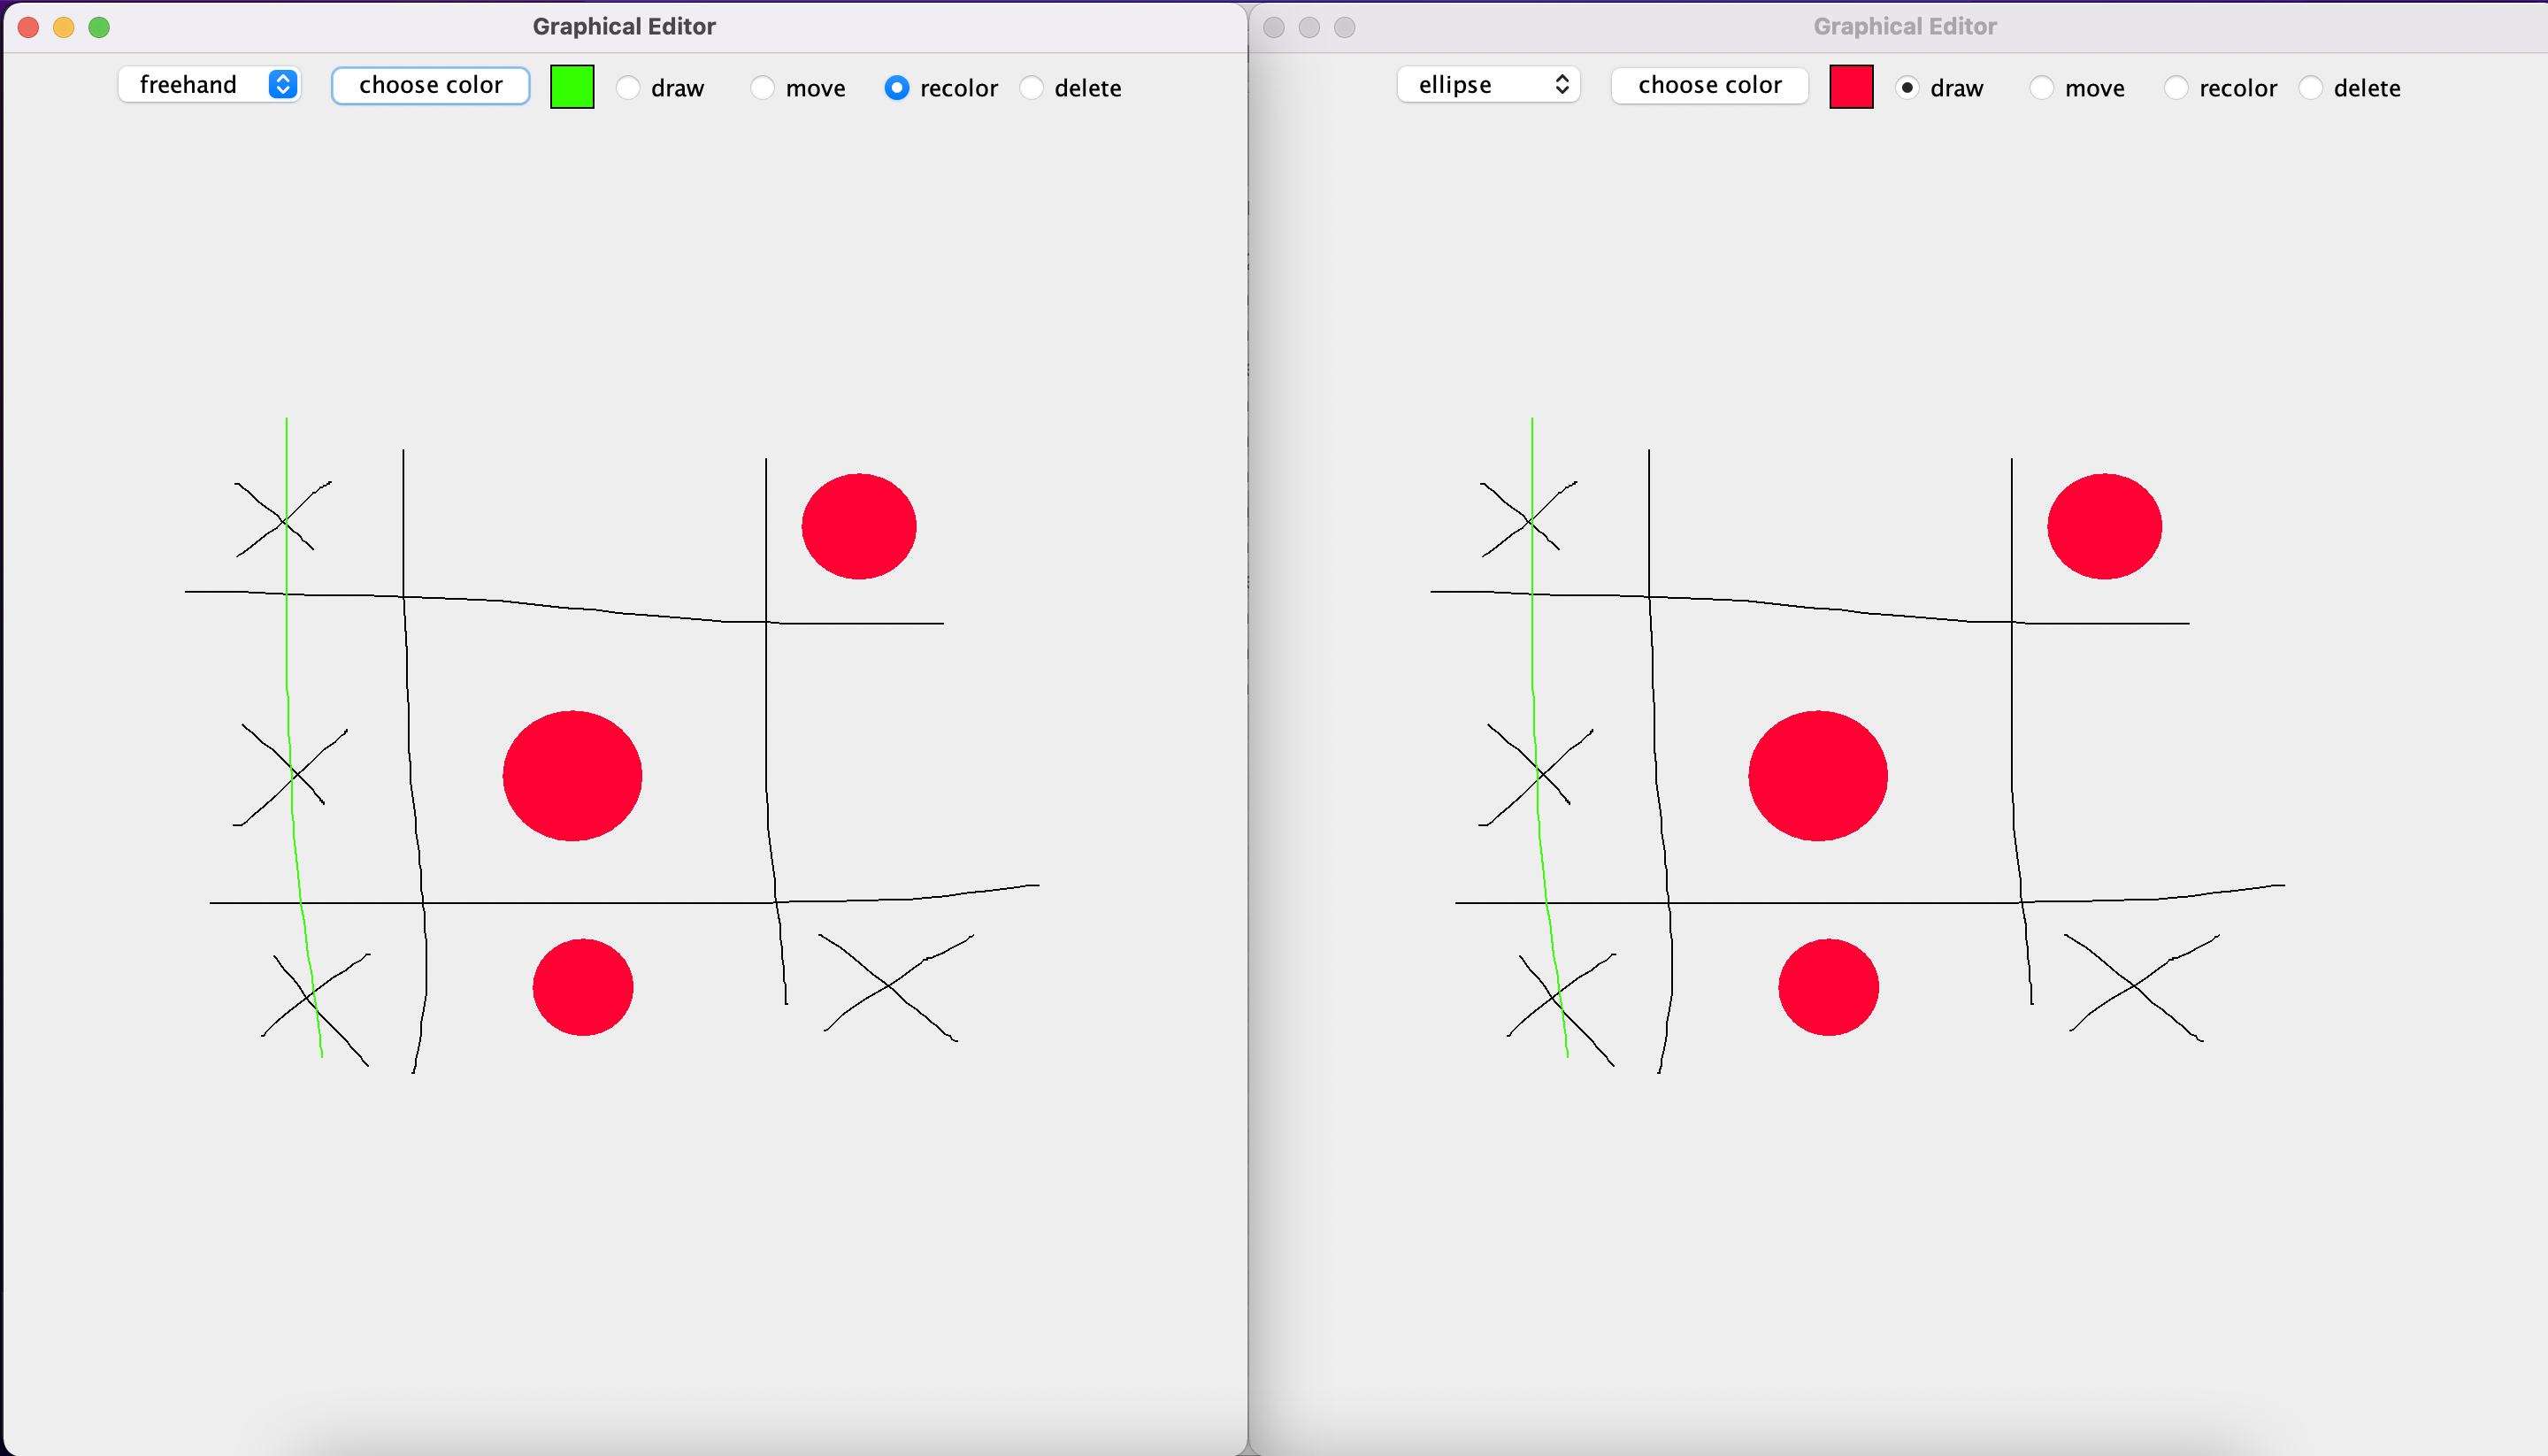 Graphical Editor
freehand choose color draw move recolor delete
Graphical Editor
ellipse choose color draw move recolor delete